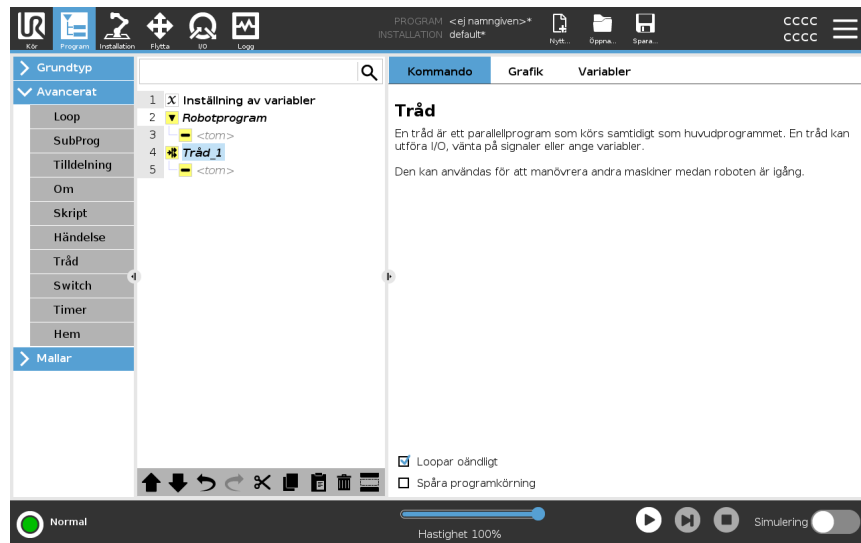 UR
PROGRAM <ej namngiven>*
INSTALLATION default*
CCCC
CCCC
Kör Program Installation Flytta I/O Logg Nytt... Öppna... Spara...
Grundtyp
Avancerat
Loop
SubProg
Tilldelning
Om
Skript
Händelse
Tråd
Switch
Timer
Hem
Mallar
1 X Inställning av variabler
2 Robotprogram
3 <tom>
4 Tråd_1
5 <tom>
Kommando Grafik Variabler
Tråd
En tråd är ett parallellprogram som körs samtidigt som huvudprogrammet. En tråd kan
utföra I/O, vänta på signaler eller ange variabler.
Den kan användas för att manövrera andra maskiner medan roboten är igång.
Loopar oändligt
Spåra programkörning
Normal
Hastighet 100%
Simulering